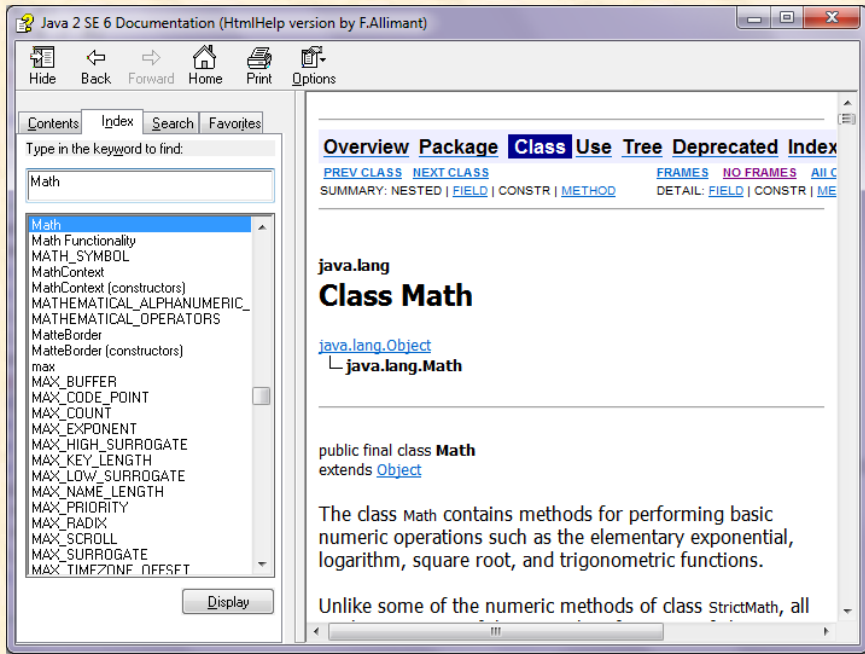 Java 2 SE 6 Documentation (HtmlHelp version by F.Allimant)
Hide Back Forward Home Print Options
Contents Index Search Favorites
Type in the keyword to find:
Math
Math
Math Functionality
MATH_SYMBOL
MathContext
MathContext (constructors)
MATHEMATICAL_ALPHANUMERIC_
MATHEMATICAL_OPERATORS
MatteBorder
MatteBorder (constructors)
max
MAX_BUFFER
MAX_CODE_POINT
MAX_COUNT
MAX_EXPONENT
MAX_HIGH_SURROGATE
MAX_KEY_LENGTH
MAX_LOW_SURROGATE
MAX_NAME_LENGTH
MAX_PRIORITY
MAX_RADIX
MAX_SCROLL
MAX_SURROGATE
MAX_TIMEZONE_OFFSET
Display
Overview Package Class Use Tree Deprecated Index
PREV CLASS NEXT CLASS FRAMES NO FRAMES All C
SUMMARY: NESTED | FIELD | CONSTR | METHOD DETAIL: FIELD | CONSTR | ME
java.lang
Class Math
java.lang.Object
java.lang.Math
public final class Math
extends Object
The class Math contains methods for performing basic
numeric operations such as the elementary exponential,
logarithm, square root, and trigonometric functions.
Unlike some of the numeric methods of class StrictMath, all